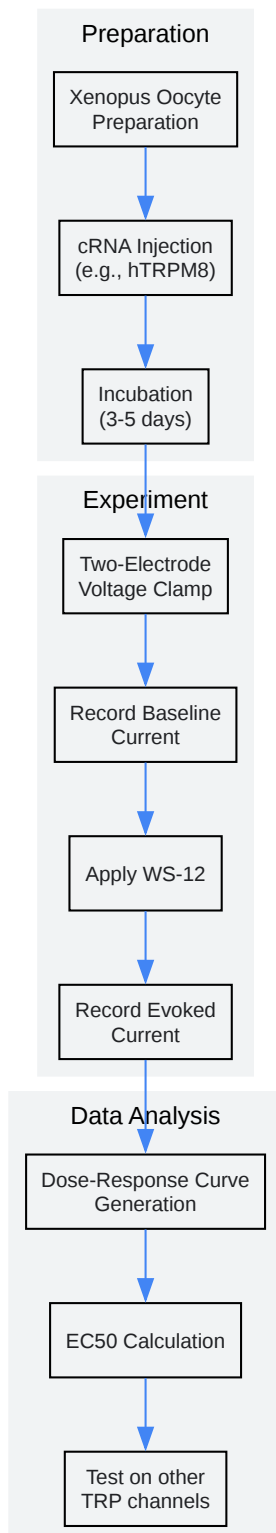 Preparation
Xenopus Oocyte
Preparation
cRNA Injection
(e.g., hTRPM8)
Incubation
(3-5 days)
Experiment
Two-Electrode
Voltage Clamp
Record Baseline
Current
Apply WS-12
Record Evoked
Current
Data Analysis
Dose-Response Curve
Generation
EC50 Calculation
Test on other
TRP channels